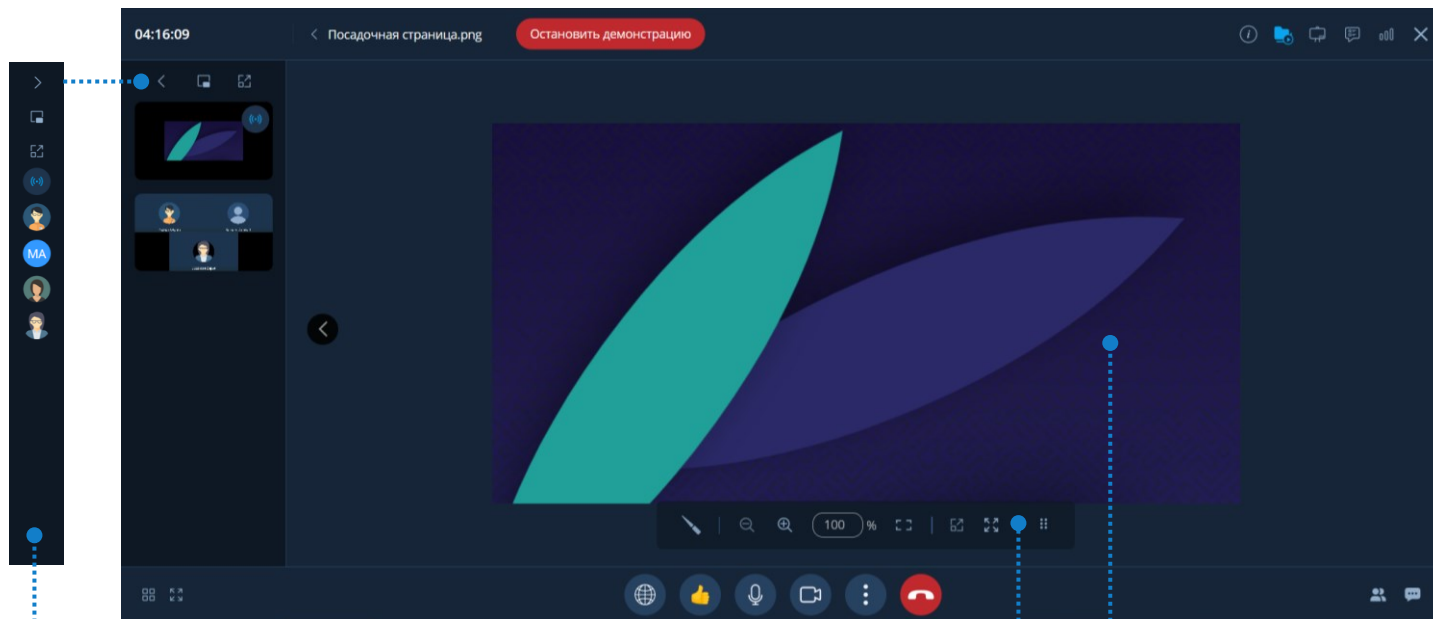 04:16:09
Посадочная страница.png
Остановить демонстрацию
MA
100 %